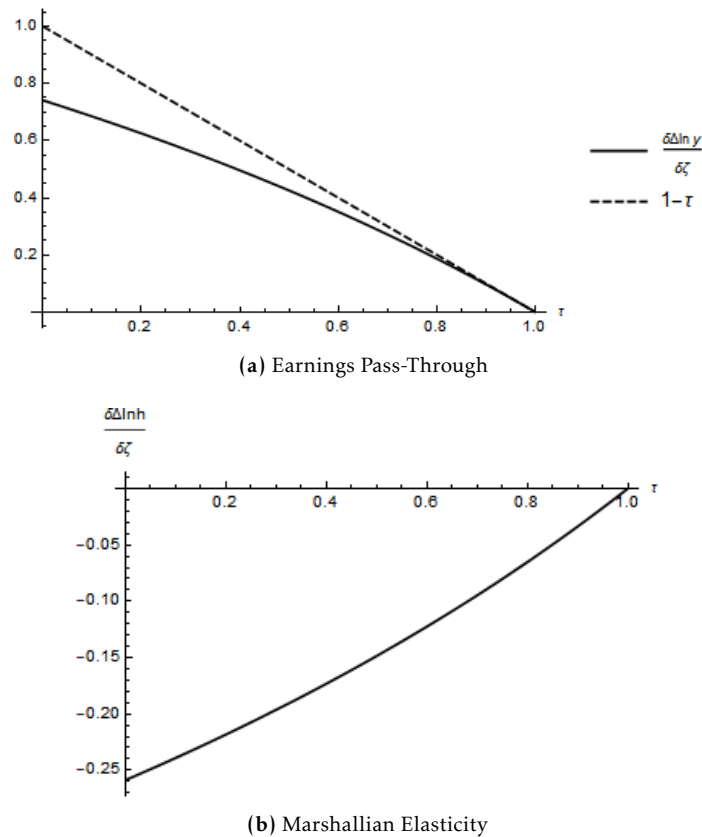 1.0
0.8
0.6
0.4
0.2
0.2 0.4 0.6 0.8 1.0 τ
δΔln y
δζ
1−τ
(a) Earnings Pass-Through
δΔlnh
δζ
0.2 0.4 0.6 0.8 1.0 τ
−0.05
−0.10
−0.15
−0.20
−0.25
(b) Marshallian Elasticity